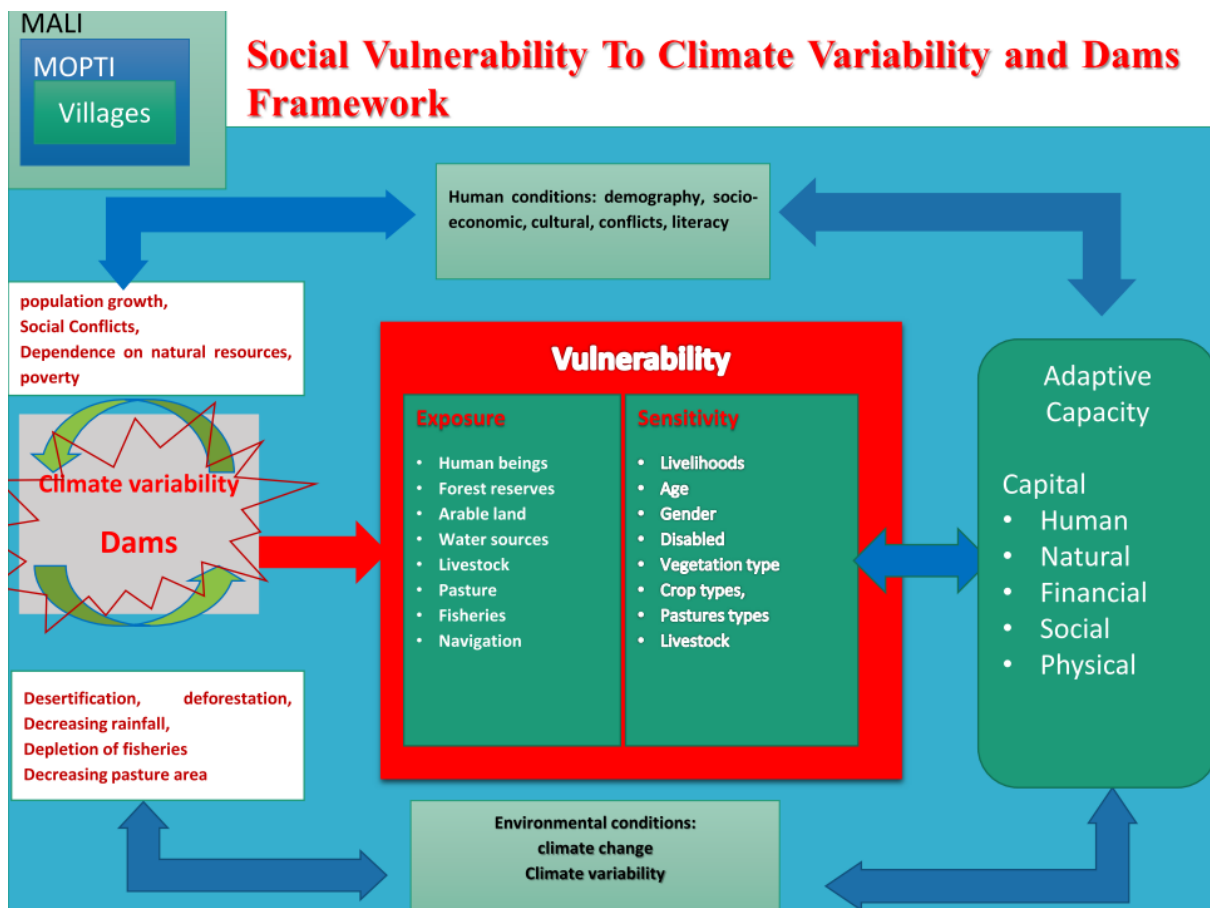 MALI
MOPTI
Villages
Social Vulnerability To Climate Variability and Dams
Framework
Human conditions: demography, socio-
economic, cultural, conflicts, literacy
population growth,
Social Conflicts,
Dependence on natural resources,
poverty
Climate variability
Dams
Desertification, deforestation,
Decreasing rainfall,
Depletion of fisheries
Decreasing pasture area
Vulnerability
Exposure
• Human beings
• Forest reserves
• Arable land
• Water sources
• Livestock
• Pasture
• Fisheries
• Navigation
Sensitivity
• Livelihoods
• Age
• Gender
• Disabled
• Vegetation type
• Crop types,
• Pastures types
• Livestock
Adaptive
Capacity
Capital
• Human
• Natural
• Financial
• Social
• Physical
Environmental conditions:
climate change
Climate variability